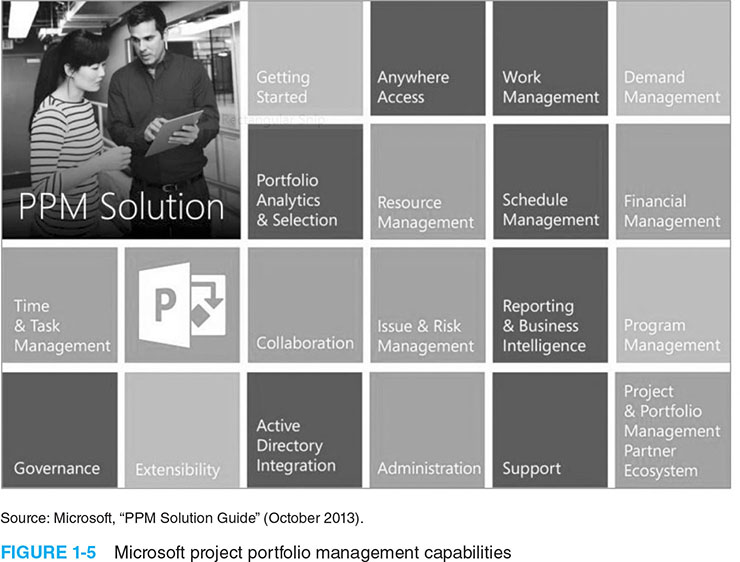 PPM Solution
Getting
Started
Anywhere
Access
Work
Management
Demand
Management
Rectangular Snip
Portfolio
Analytics
& Selection
Resource
Management
Schedule
Management
Financial
Management
Time
& Task
Management
P
Collaboration
Issue & Risk
Management
Reporting
& Business
Intelligence
Program
Management
Governance
Extensibility
Active
Directory
Integration
Administration
Support
Project
& Portfolio
Management
Partner
Ecosystem
Source: Microsoft, “PPM Solution Guide” (October 2013).
FIGURE 1-5 Microsoft project portfolio management capabilities